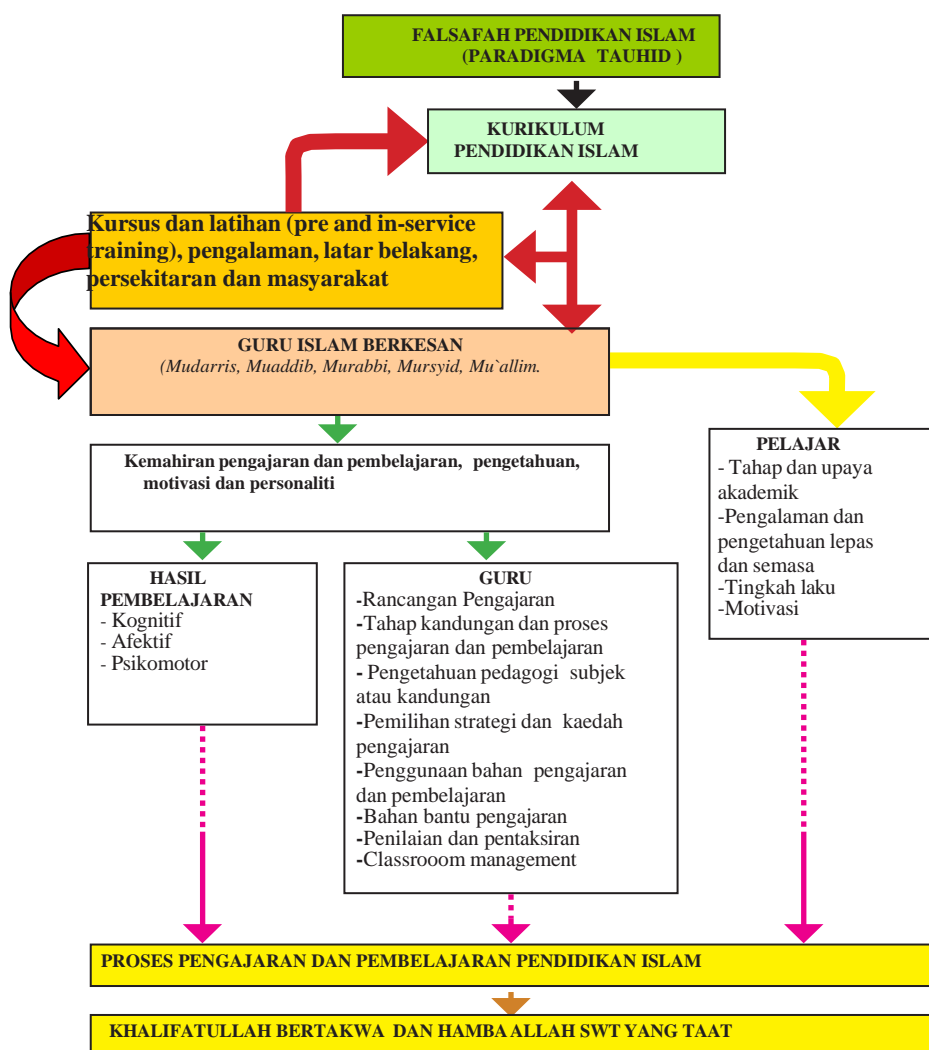 FALSAFAH PENDIDIKAN ISLAM
(PARADIGMA TAUHID )
KURIKULUM
PENDIDIKAN ISLAM
Kursus dan latihan (pre and in-service
training), pengalaman, latar belakang,
persekitaran dan masyarakat
GURU ISLAM BERKESAN
(Mudarris, Muaddib, Murabbi, Mursyid, Mu`allim.
Kemahiran pengajaran dan pembelajaran, pengetahuan,
motivasi dan personaliti
PELAJAR
- Tahap dan upaya
akademik
-Pengalaman dan
pengetahuan lepas
dan semasa
-Tingkah laku
-Motivasi
HASIL
PEMBELAJARAN
- Kognitif
- Afektif
- Psikomotor
GURU
-Rancangan Pengajaran
-Tahap kandungan dan proses
pengajaran dan pembelajaran
- Pengetahuan pedagogi subjek
atau kandungan
-Pemilihan strategi dan kaedah
pengajaran
-Penggunaan bahan pengajaran
dan pembelajaran
-Bahan bantu pengajaran
-Penilaian dan pentaksiran
-Classrooom management
PROSES PENGAJARAN DAN PEMBELAJARAN PENDIDIKAN ISLAM
KHALIFATULLAH BERTAKWA DAN HAMBA ALLAH SWT YANG TAAT